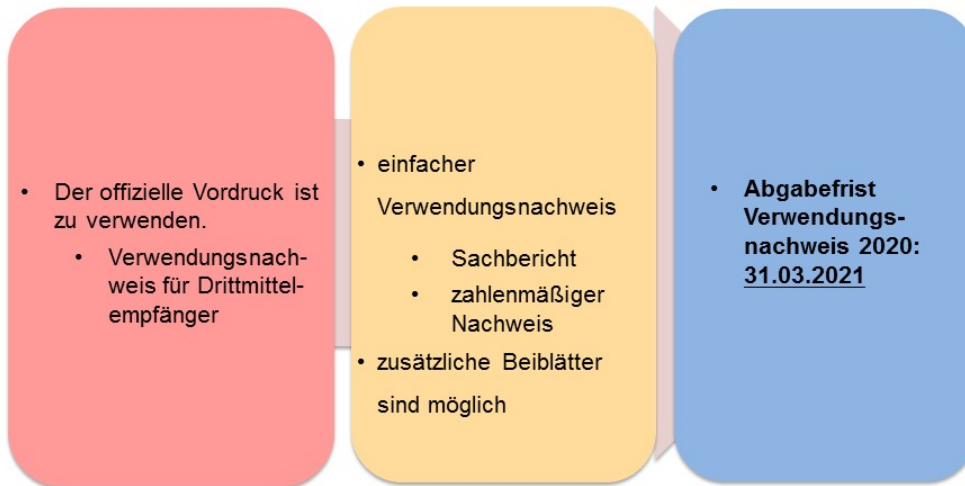 • Der offizielle Vordruck ist
zu verwenden.
• Verwendungsnach-
weis für Drittmittel-
empfänger
• einfacher
Verwendungsnachweis
• Sachbericht
• zahlenmäßiger
Nachweis
• zusätzliche Beiblätter
sind möglich
• Abgabefrist
Verwendungs-
nachweis 2020:
31.03.2021